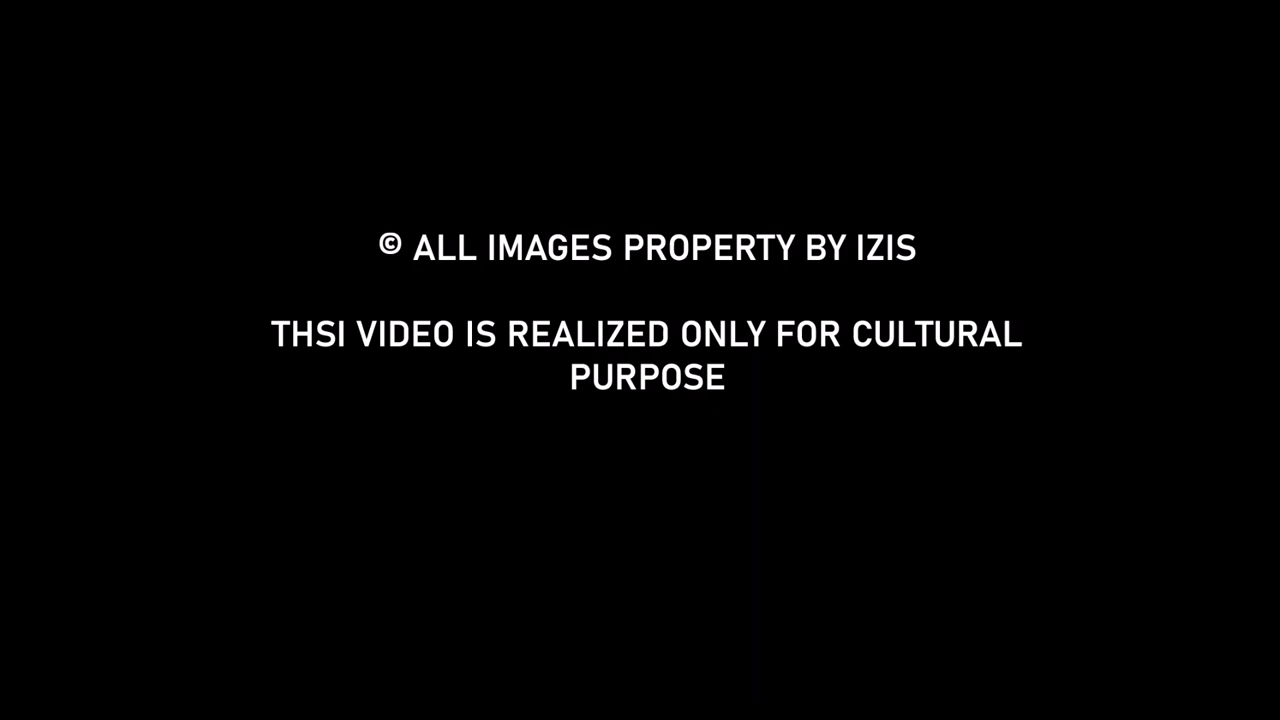 © ALL IMAGES PROPERTY BY IZIS
THSI VIDEO IS REALIZED ONLY FOR CULTURAL
PURPOSE